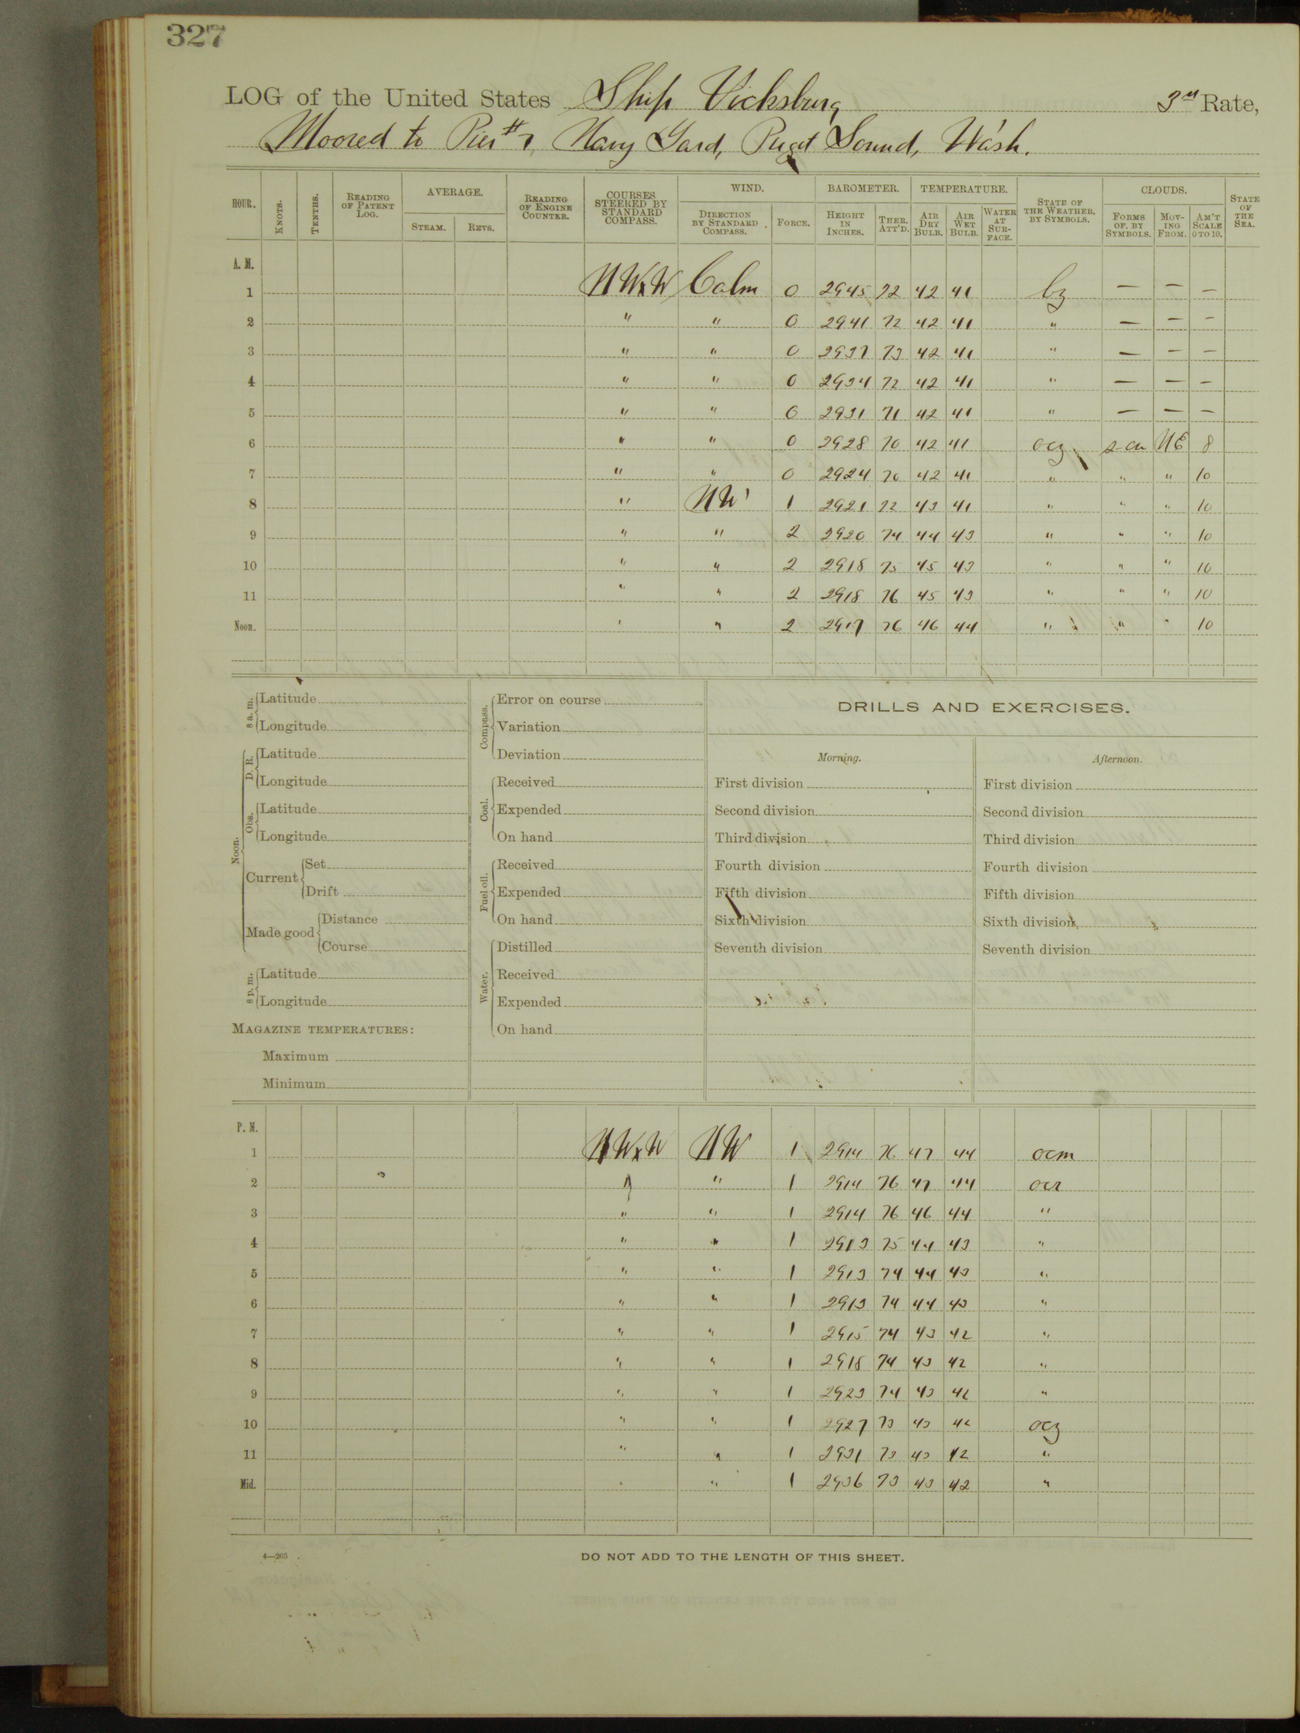 327
LOG of the United States Ship Vicksburg 3rd Rate,
Moored to Pier #7, Navy Yard, Puget Sound, Wash.
HOUR. KNOTS. TENTHS. READING OF PATENT LOG. AVERAGE. STEAM. REVS. READING OF ENGINE COUNTER. COURSES STEERED BY STANDARD COMPASS. WIND. DIRECTION BY STANDARD COMPASS. FORCE. BAROMETER. HEIGHT IN INCHES. THER. ATT'D. TEMPERATURE. AIR DRY BULB. AIR WET BULB. WATER AT SURFACE. STATE OF THE WEATHER, BY SYMBOLS. CLOUDS. FORMS OF, BY SYMBOLS. MOVING FROM. AM'T SCALE 0 TO 10. STATE OF THE SEA.
A. M.
1 NWxW Calm 0 2945 72 42 41 bz — — —
2 " " 0 2941 72 42 41 " — — —
3 " " 0 2937 73 42 41 " — — —
4 " " 0 2934 72 42 41 " — — —
5 " " 0 2931 71 42 41 " — — —
6 " " 0 2928 70 42 41 ocz s-cu NE 8
7 " " 0 2924 70 42 41 " " " 10
8 " NW 1 2921 72 43 41 " " " 10
9 " " 2 2920 74 44 43 " " " 10
10 " " 2 2918 75 45 43 " " " 10
11 " " 2 2918 76 45 43 " " " 10
Noon. " " 2 2917 76 46 44 " " " 10
8 a. m. Latitude
Longitude
Noon. D. R. Latitude
Longitude
Obs. Latitude
Longitude
Current Set
Drift
Made good Distance
Course
8 p. m. Latitude
Longitude
MAGAZINE TEMPERATURES:
Maximum
Minimum
Compass. Error on course
Variation
Deviation
Coal. Received
Expended
On hand
Fuel oil. Received
Expended
On hand
Water. Distilled
Received
Expended
On hand
DRILLS AND EXERCISES.
Morning.
First division
Second division
Third division
Fourth division
Fifth division
Sixth division
Seventh division
Afternoon.
First division
Second division
Third division
Fourth division
Fifth division
Sixth division
Seventh division
P. M.
1 NWxW NW 1 2914 76 47 44 ocm
2 " " 1 2914 76 47 44 ocr
3 " " 1 2914 76 46 44 "
4 " " 1 2913 75 44 43 "
5 " " 1 2913 74 44 43 "
6 " " 1 2913 74 44 43 "
7 " " 1 2915 74 43 42 "
8 " " 1 2918 74 43 42 "
9 " " 1 2923 74 43 42 "
10 " " 1 2927 73 43 42 ocz
11 " " 1 2931 73 43 42 "
Mid. " " 1 2936 73 43 42 "
4—265
DO NOT ADD TO THE LENGTH OF THIS SHEET.